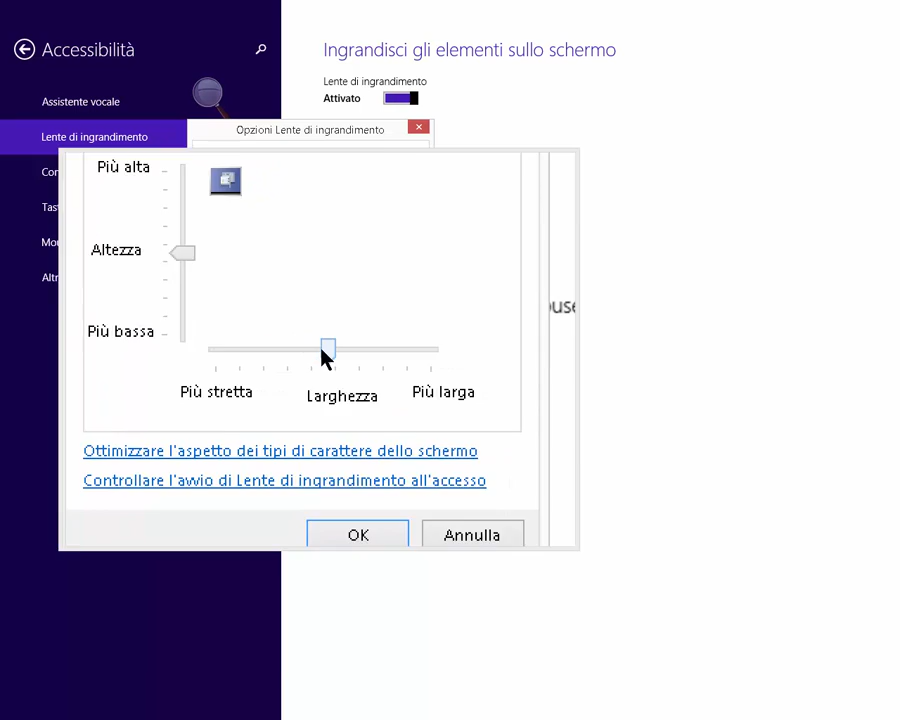 Accessibilità
Ingrandisci gli elementi sullo schermo
Lente di ingrandimento
Attivato
Assistente vocale
Lente di ingrandimento
Opzioni Lente di ingrandimento
Più alta
Altezza
Più bassa
Più stretta
Larghezza
Più larga
Ottimizzare l'aspetto dei tipi di carattere dello schermo
Controllare l'avvio di Lente di ingrandimento all'accesso
OK
Annulla